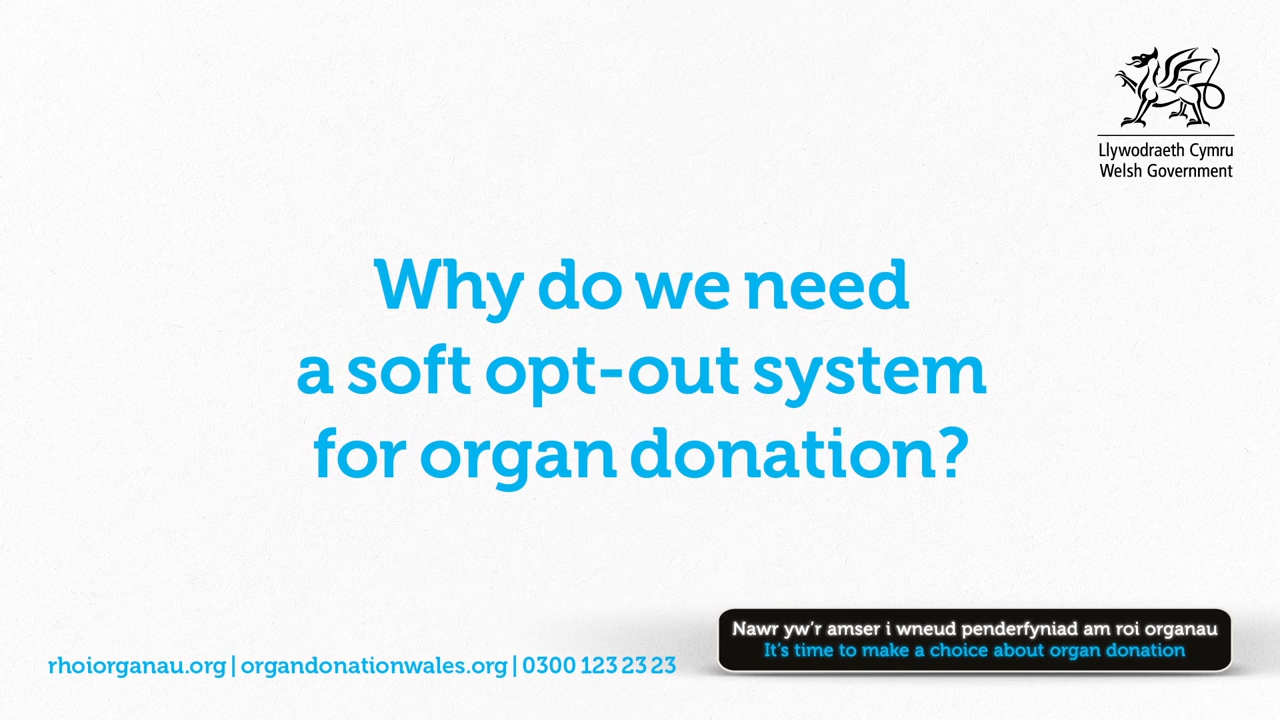 Llywodraeth Cymru
Welsh Government
Why do we need
a soft opt-out system
for organ donation?
Nawr yw'r amser i wneud penderfyniad am roi organau
It's time to make a choice about organ donation
rhoiorganau.org | organdonationwales.org | 0300 123 23 23